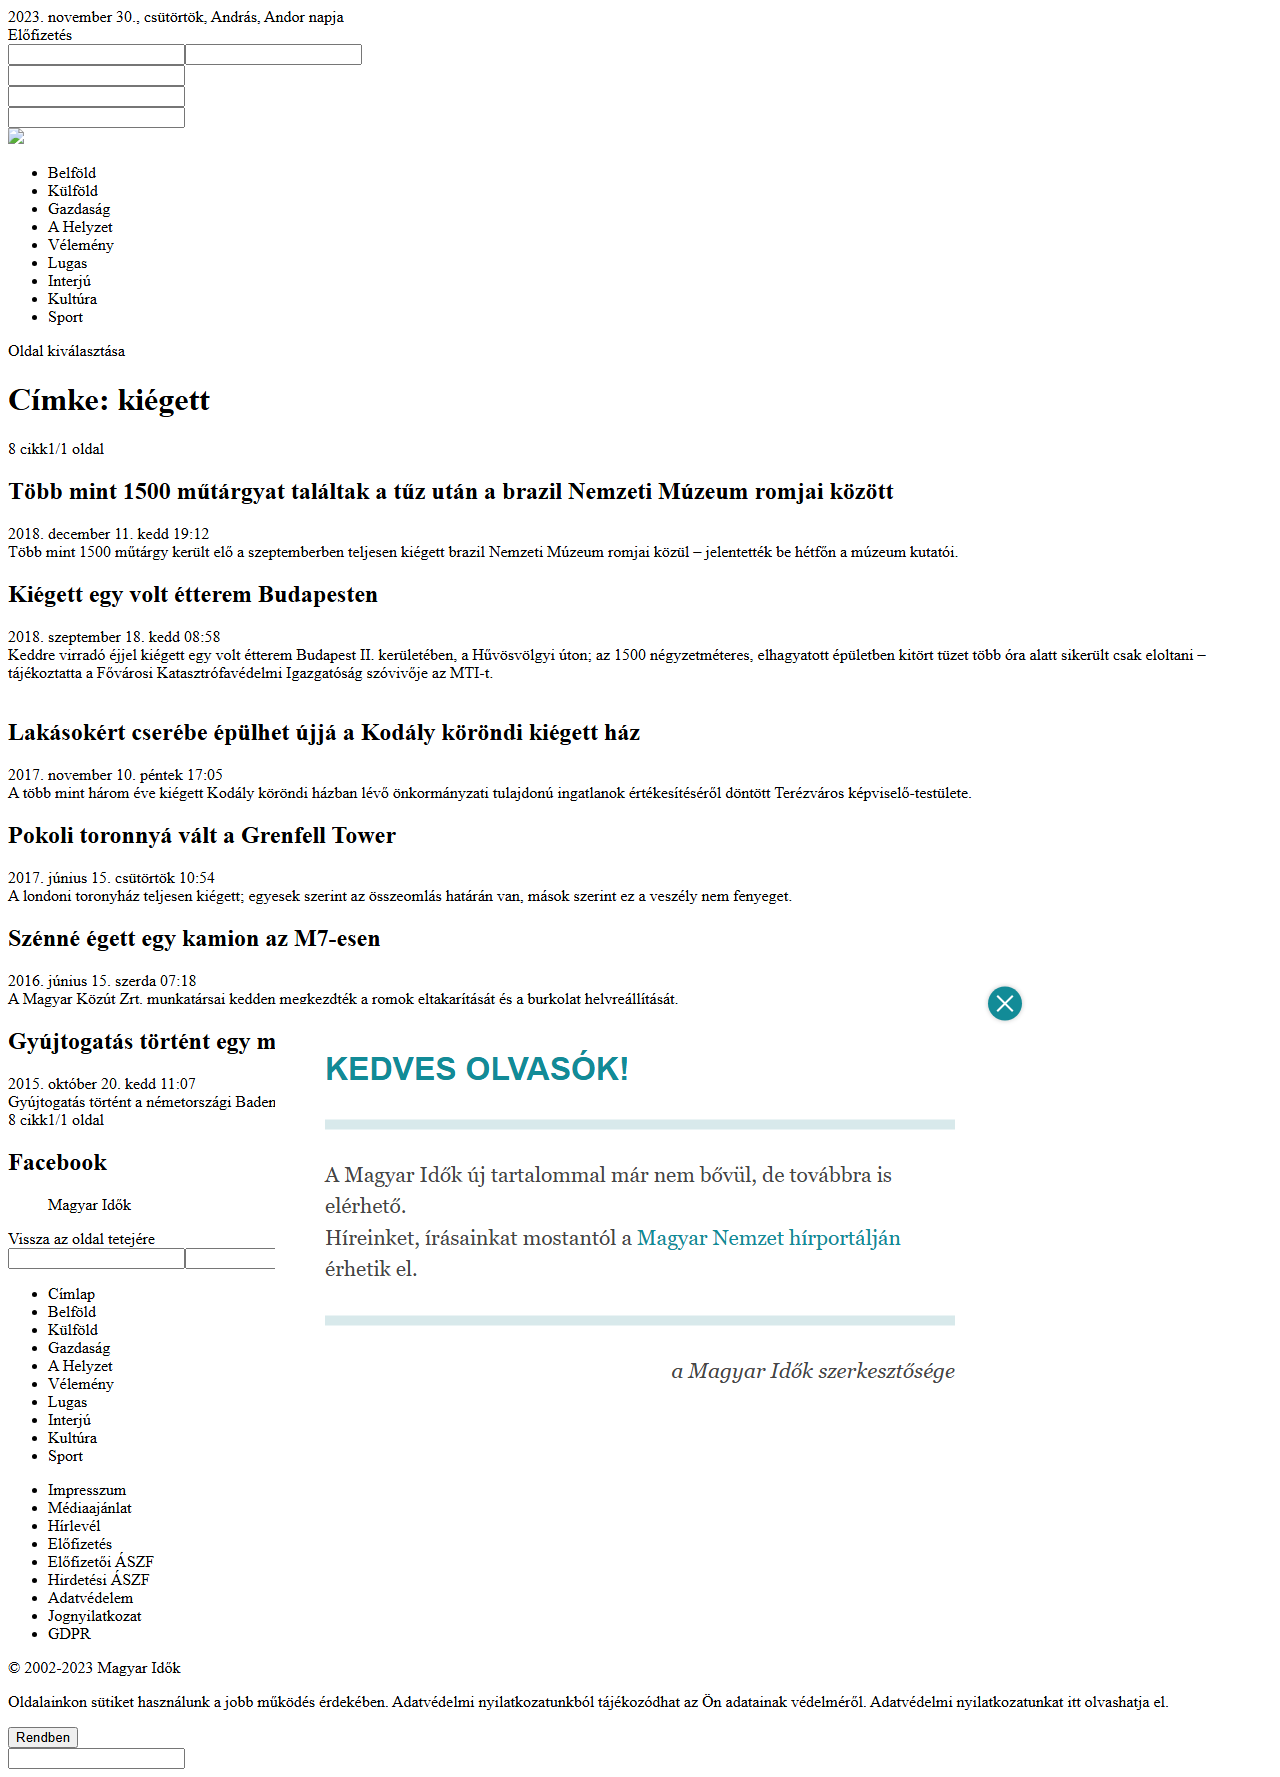 2023. november 30., csütörtök, András, Andor napja
Előfizetés
Belföld
Külföld
Gazdaság
A Helyzet
Vélemény
Lugas
Interjú
Kultúra
Sport
Oldal kiválasztása
Címke: kiégett
8 cikk1/1 oldal
Több mint 1500 műtárgyat találtak a tűz után a brazil Nemzeti Múzeum romjai között
2018. december 11. kedd 19:12
Több mint 1500 műtárgy került elő a szeptemberben teljesen kiégett brazil Nemzeti Múzeum romjai közül – jelentették be hétfőn a múzeum kutatói.
Kiégett egy volt étterem Budapesten
2018. szeptember 18. kedd 08:58
Keddre virradó éjjel kiégett egy volt étterem Budapest II. kerületében, a Hűvösvölgyi úton; az 1500 négyzetméteres, elhagyatott épületben kitört tüzet több óra alatt sikerült csak eloltani –
tájékoztatta a Fővárosi Katasztrófavédelmi Igazgatóság szóvivője az MTI-t.
Lakásokért cserébe épülhet újjá a Kodály köröndi kiégett ház
2017. november 10. péntek 17:05
A több mint három éve kiégett Kodály köröndi házban lévő önkormányzati tulajdonú ingatlanok értékesítéséről döntött Terézváros képviselő-testülete.
Pokoli toronnyá vált a Grenfell Tower
2017. június 15. csütörtök 10:54
A londoni toronyház teljesen kiégett; egyesek szerint az összeomlás határán van, mások szerint ez a veszély nem fenyeget.
Szénné égett egy kamion az M7-esen
2016. június 15. szerda 07:18
A Magyar Közút Zrt. munkatársai kedden megkezdték a romok eltakarítását és a burkolat helyreállítását.
Gyújtogatás történt egy m
2015. október 20. kedd 11:07
Gyújtogatás történt a németországi Baden
8 cikk1/1 oldal
Facebook
Magyar Idők
Vissza az oldal tetejére
KEDVES OLVASÓK!
A Magyar Idők új tartalommal már nem bővül, de továbbra is
elérhető.
Híreinket, írásainkat mostantól a Magyar Nemzet hírportálján
érhetik el.
a Magyar Idők szerkesztősége
Címlap
Belföld
Külföld
Gazdaság
A Helyzet
Vélemény
Lugas
Interjú
Kultúra
Sport
Impresszum
Médiaajánlat
Hírlevél
Előfizetés
Előfizetői ÁSZF
Hirdetési ÁSZF
Adatvédelem
Jognyilatkozat
GDPR
© 2002-2023 Magyar Idők
Oldalainkon sütiket használunk a jobb működés érdekében. Adatvédelmi nyilatkozatunkból tájékozódhat az Ön adatainak védelméről. Adatvédelmi nyilatkozatunkat itt olvashatja el.
Rendben